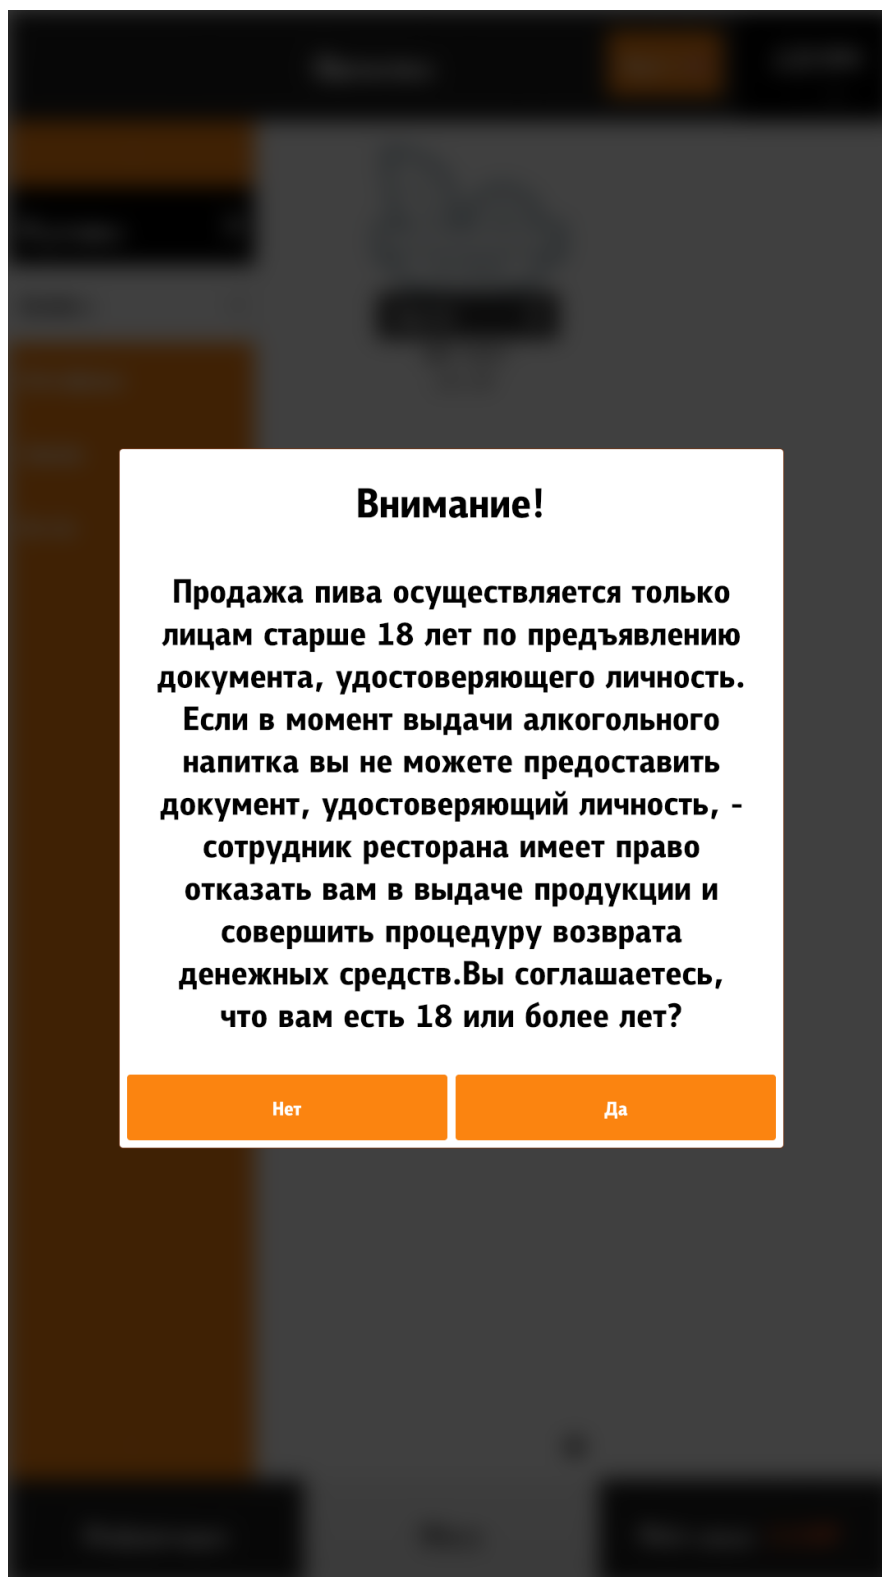 Внимание!
Продажа пива осуществляется только
лицам старше 18 лет по предъявлению
документа, удостоверяющего личность.
Если в момент выдачи алкогольного
напитка вы не можете предоставить
документ, удостоверяющий личность, -
сотрудник ресторана имеет право
отказать вам в выдаче продукции и
совершить процедуру возврата
денежных средств.Вы соглашаетесь,
что вам есть 18 или более лет?
Нет
Да